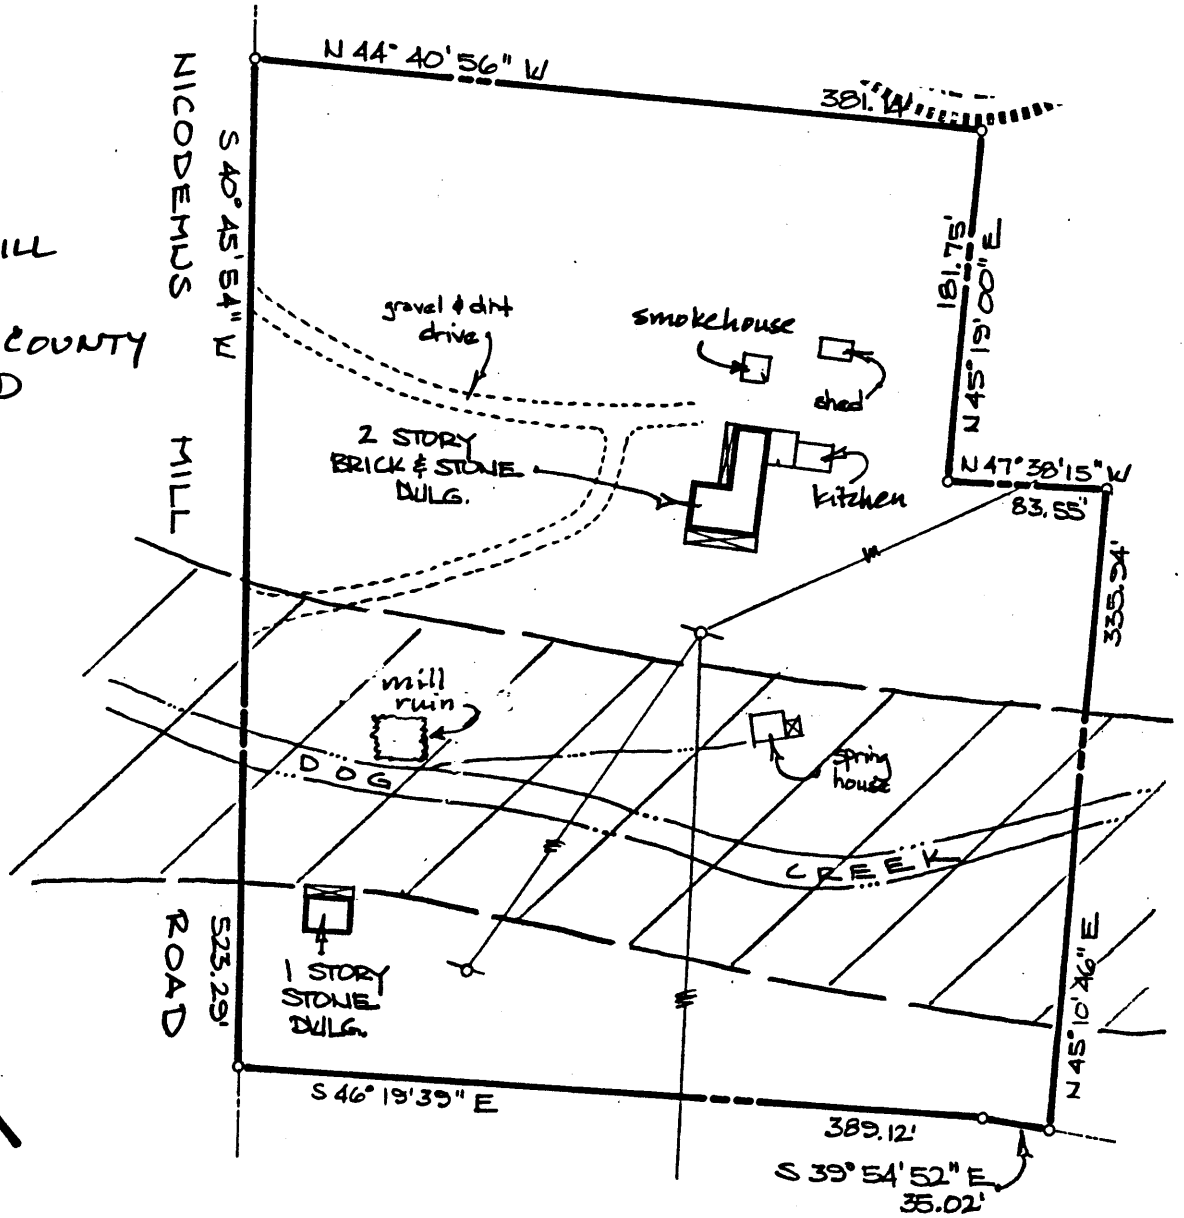 N 44° 40' 56" W
381.14'
NICODEMUS
MILL
ROAD
S 40° 45' 54" W
523.29'
ILL
COUNTY
D
181.75'
N 45° 19' 00" E
gravel & dirt
drive
smokehouse
shed
2 STORY
BRICK & STONE
DWLG.
kitchen
N 47° 38' 15" W
83.55'
335.94'
N 45° 10' 46" E
mill
ruin
DOG
CREEK
spring
house
1 STORY
STONE
DWLG.
S 46° 19' 39" E
389.12'
S 39° 54' 52" E
35.02'